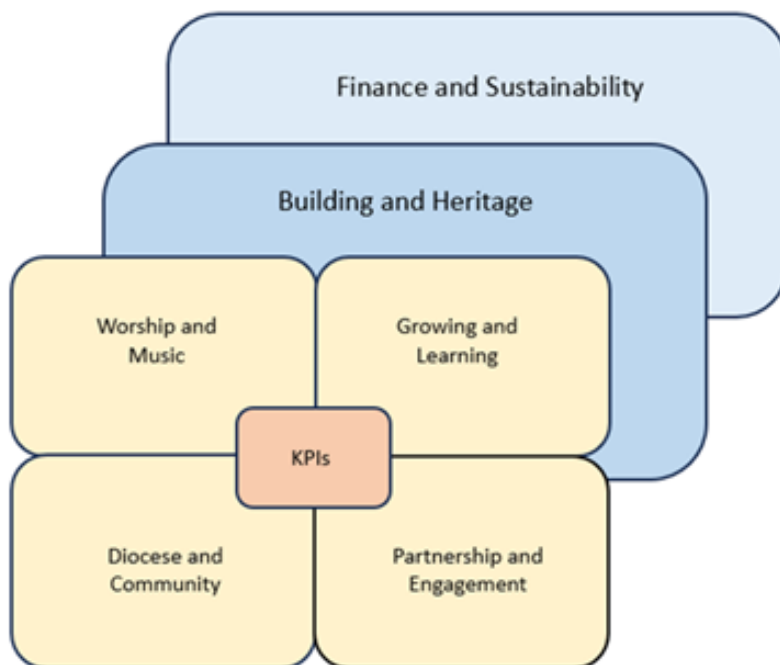 Finance and Sustainability
Building and Heritage
Worship and
Music
Growing and
Learning
KPIs
Diocese and
Community
Partnership and
Engagement